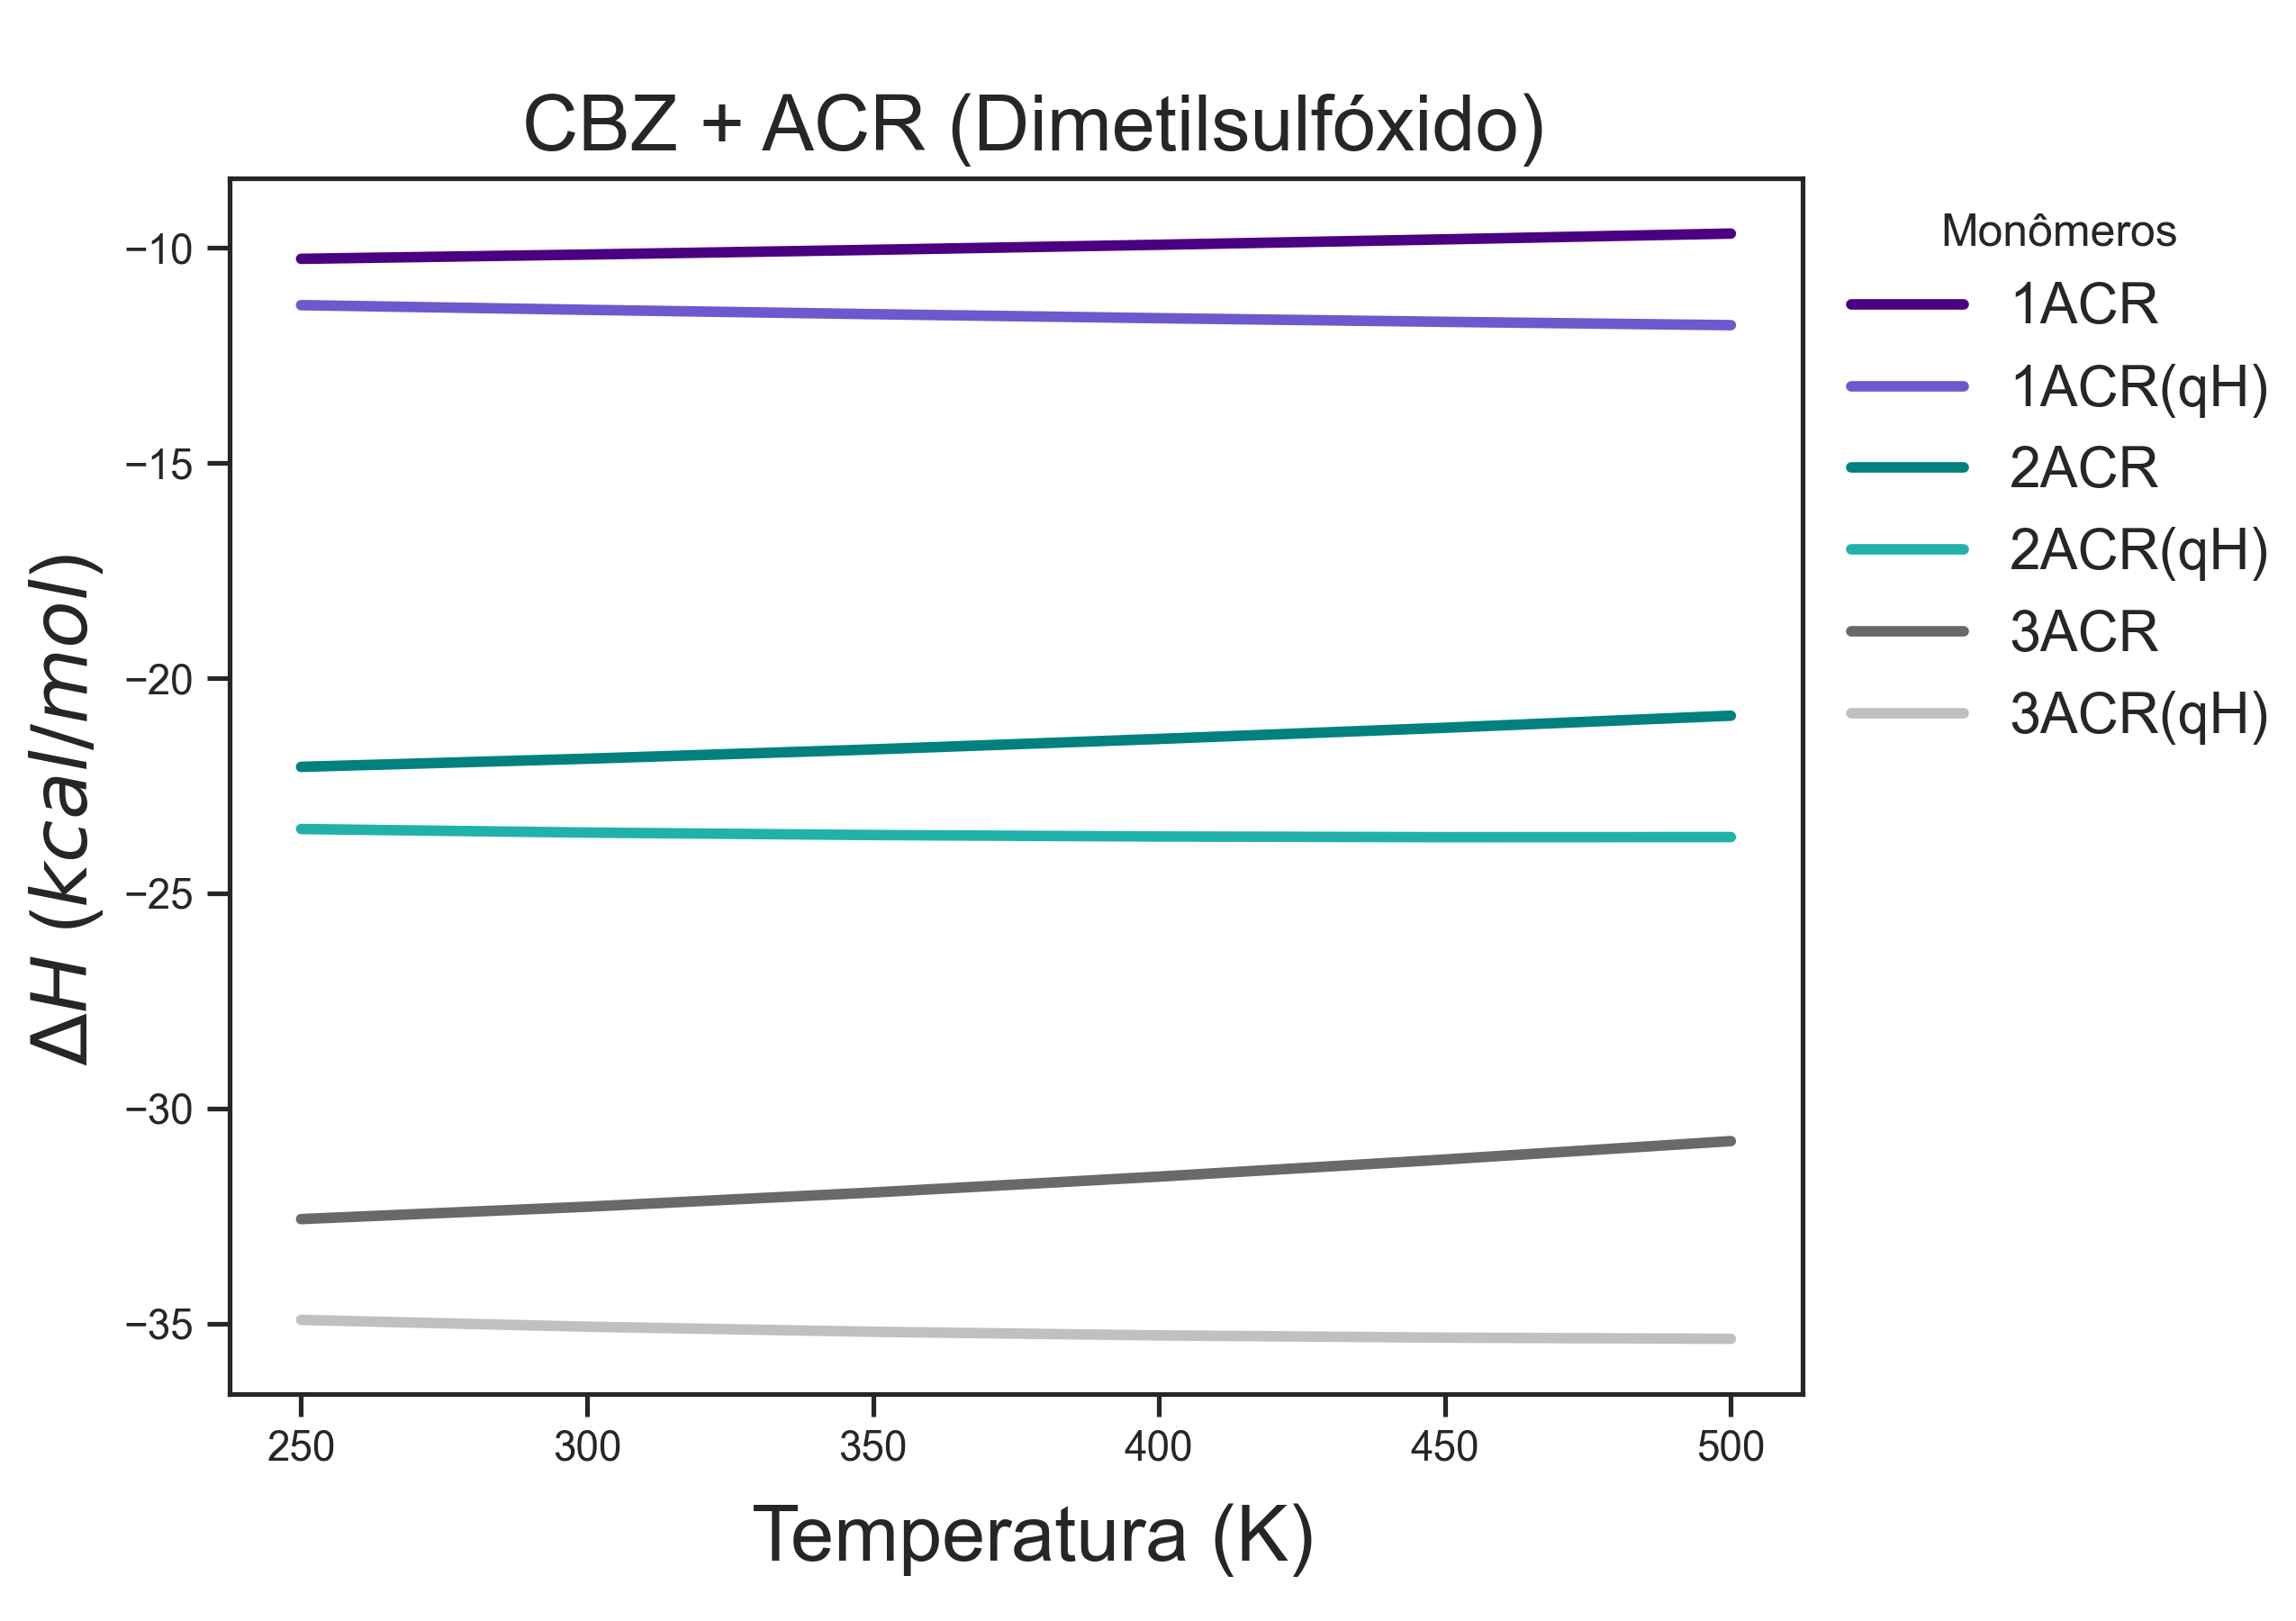 CBZ + ACR (Dimetilsulfóxido)
ΔH (kcal/mol)
−10
−15
−20
−25
−30
−35
250
300
350
400
450
500
Temperatura (K)
Monômeros
1ACR
1ACR(qH)
2ACR
2ACR(qH)
3ACR
3ACR(qH)